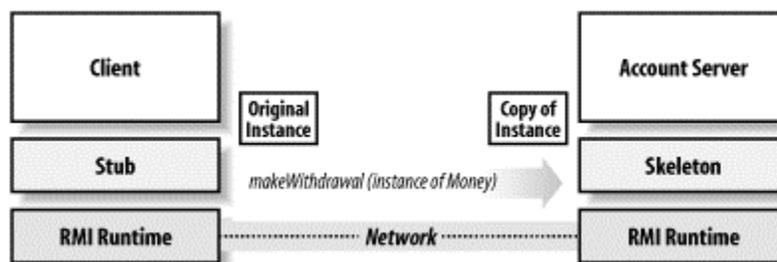 Client
Account Server
Original
Instance
Copy of
Instance
Stub
makeWithdrawal (instance of Money)
Skeleton
RMI Runtime
Network
RMI Runtime